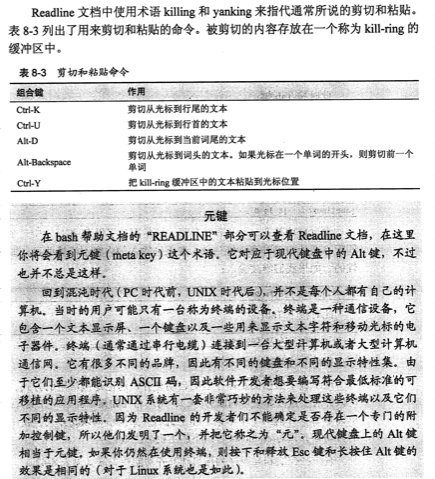 Readline 文档中使用术语 killing 和 yanking 来指代通常所说的剪切和粘贴。
表 8-3 列出了用来剪切和粘贴的命令。被剪切的内容存放在一个称为 kill-ring 的
缓冲区中。
表 8-3 剪切和粘贴命令
组合键 作用
Ctrl-K 剪切从光标到行尾的文本
Ctrl-U 剪切从光标到行首的文本
Alt-D 剪切从光标到当前词尾的文本
Alt-Backspace 剪切从光标到词头的文本。如果光标在一个单词的开头，则剪切前一个
单词
Ctrl-Y 把 kill-ring 缓冲区中的文本粘贴到光标位置
元键
在 bash 帮助文档的“READLINE”部分可以查看 Readline 文档，在这里
你将会看到元键（meta key）这个术语。它对应于现代键盘中的 Alt 键，不过
也并不总是这样。
回到混沌时代（PC 时代前，UNIX 时代后），并不是每个人都有自己的计
算机。当时的用户可能只有一台称为终端的设备。终端是一种通信设备，它
包含一个文本显示屏、一个键盘以及一些用来显示文本字符和移动光标的电
子器件。终端（通常通过串行电缆）连接到一台大型计算机或者大型计算机
通信网。它有很多不同的品牌，因此有不同的键盘和不同的显示特性集。由
于它们至少都能识别 ASCII 码，因此软件开发者想要编写符合最低标准的可
移植的应用程序。UNIX 系统有一套非常巧妙的方法来处理这些终端以及它们
不同的显示特性。因为 Readline 的开发者们不能确定是否存在一个专门的附
加控制键，所以他们发明了一个，并把它称之为“元”。现代键盘上的 Alt 键
相当于元键，如果你仍然在使用终端，则按下和释放 Esc 键和长按住 Alt 键的
效果是相同的（对于 Linux 系统也是如此）。